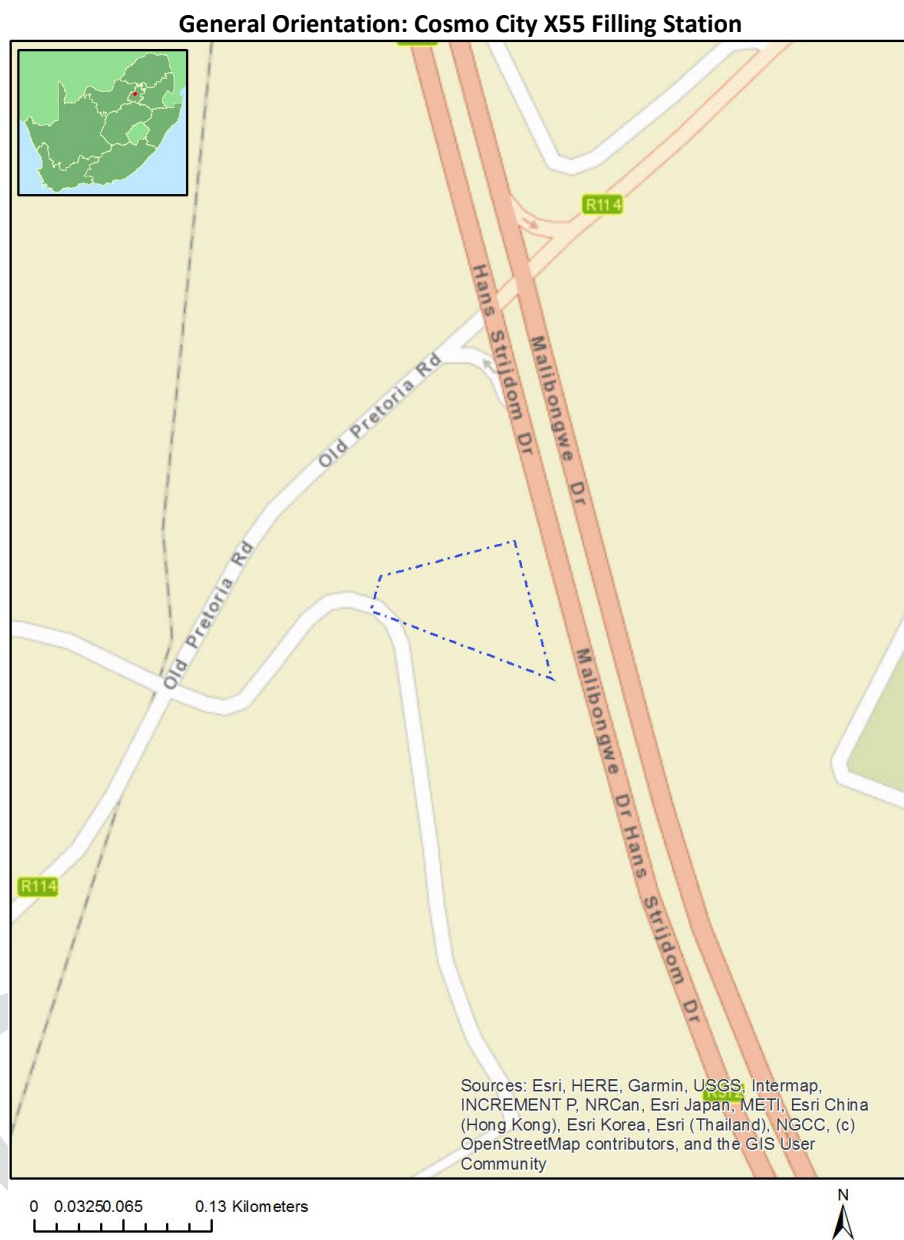 General Orientation: Cosmo City X55 Filling Station
R114
Hans Strijdom Dr
Malibongwe Dr
Old Pretoria Rd
Old Pretoria Rd
Malibongwe Dr Hans Strijdom Dr
R114
Sources: Esri, HERE, Garmin, USGS, Intermap,
INCREMENT P, NRCan, Esri Japan, METI, Esri China
(Hong Kong), Esri Korea, Esri (Thailand), NGCC, (c)
OpenStreetMap contributors, and the GIS User
Community
0 0.03250.065 0.13 Kilometers
N